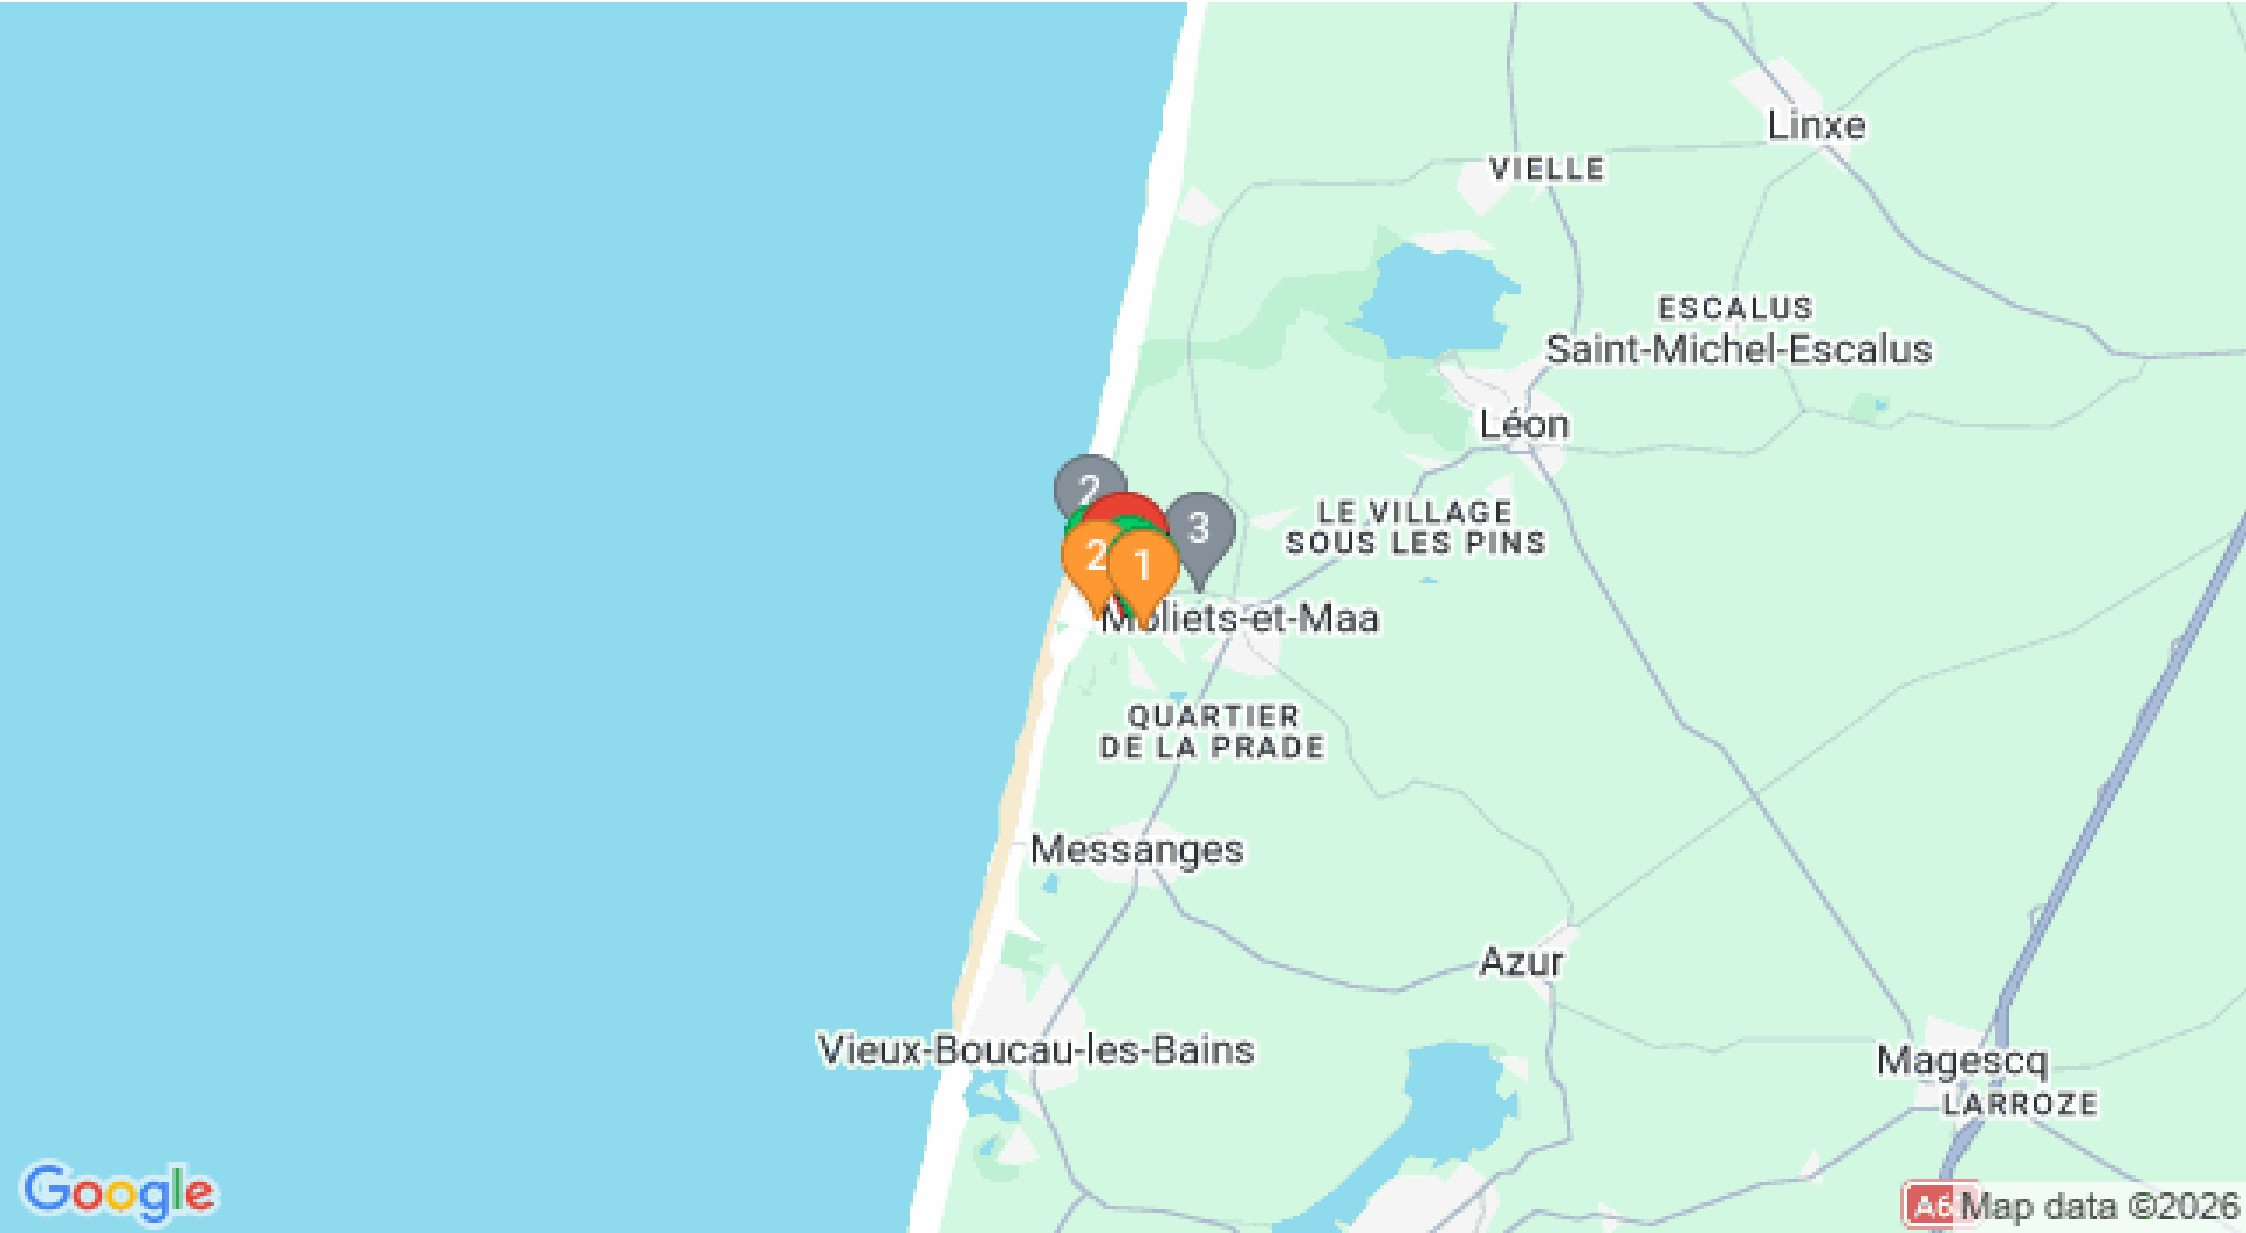 Linxe
VIELLE
ESCALUS
Saint-Michel-Escalus
Léon
2
3
LE VILLAGE
SOUS LES PINS
2
1
Moliets-et-Maa
QUARTIER
DE LA PRADE
Messanges
Azur
Vieux-Boucau-les-Bains
Magescq
LARROZE
Google
A6
Map data ©2026